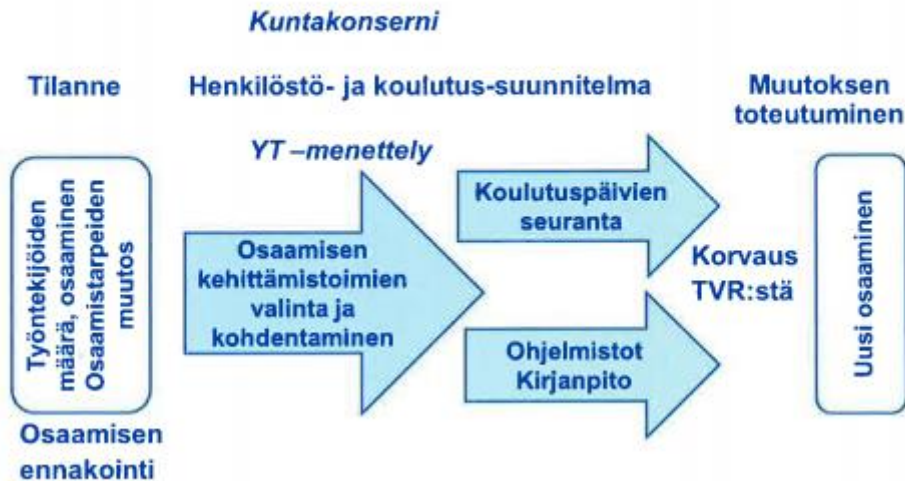 Kuntakonserni
Tilanne
Henkilöstö- ja koulutus-suunnitelma
Muutoksen
toteutuminen
YT –menettely
Työntekijöiden
määrä, osaaminen
Osaamistarpeiden
muutos
Osaamisen
kehittämistoimien
valinta ja
kohdentaminen
Koulutuspäivien
seuranta
Ohjelmistot
Kirjanpito
Korvaus
TVR:stä
Uusi osaaminen
Osaamisen
ennakointi